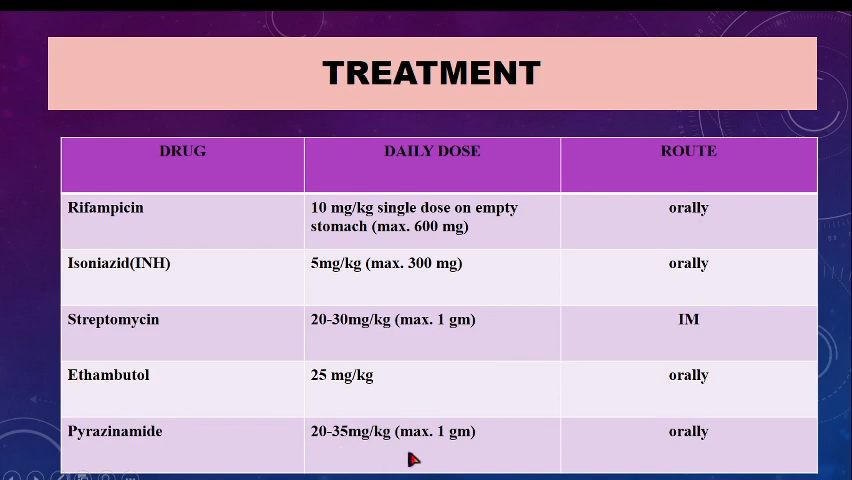 TREATMENT
DRUG DAILY DOSE ROUTE
Rifampicin 10 mg/kg single dose on empty stomach (max. 600 mg) orally
Isoniazid(INH) 5mg/kg (max. 300 mg) orally
Streptomycin 20-30mg/kg (max. 1 gm) IM
Ethambutol 25 mg/kg orally
Pyrazinamide 20-35mg/kg (max. 1 gm) orally